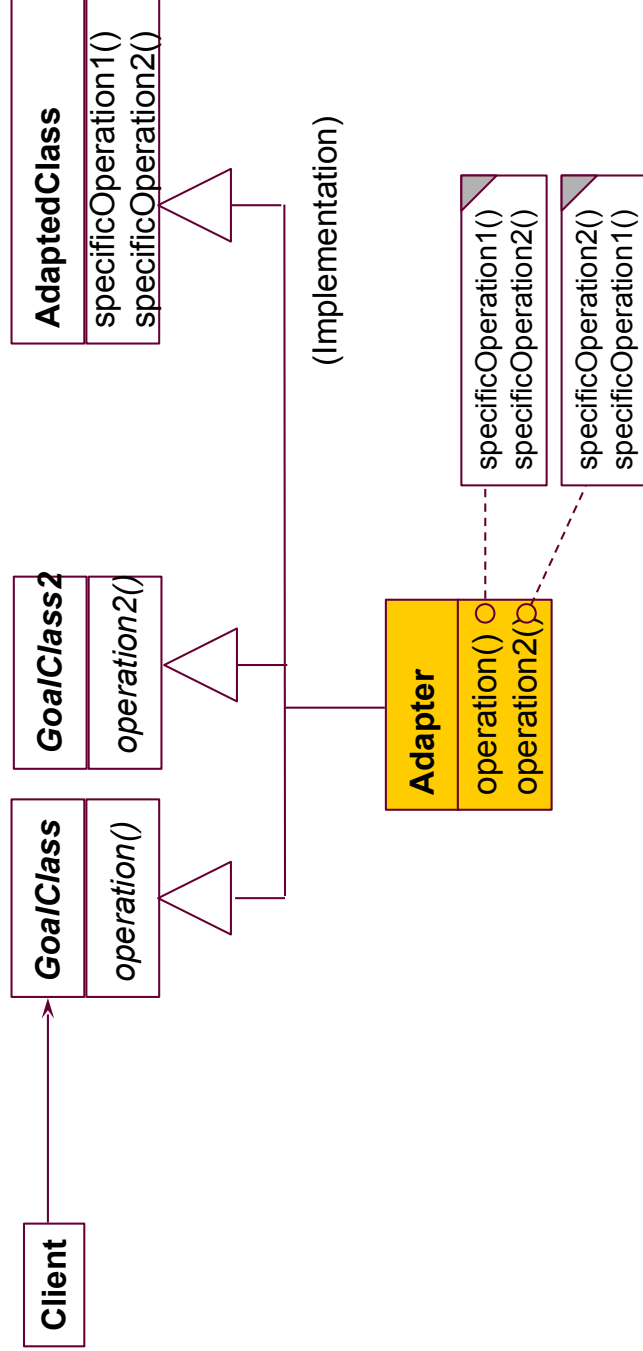 Client
GoalClass
operation()
GoalClass2
operation2()
AdaptedClass
specificOperation1()
specificOperation2()
(Implementation)
Adapter
operation()
operation2()
specificOperation1()
specificOperation2()
specificOperation2()
specificOperation1()